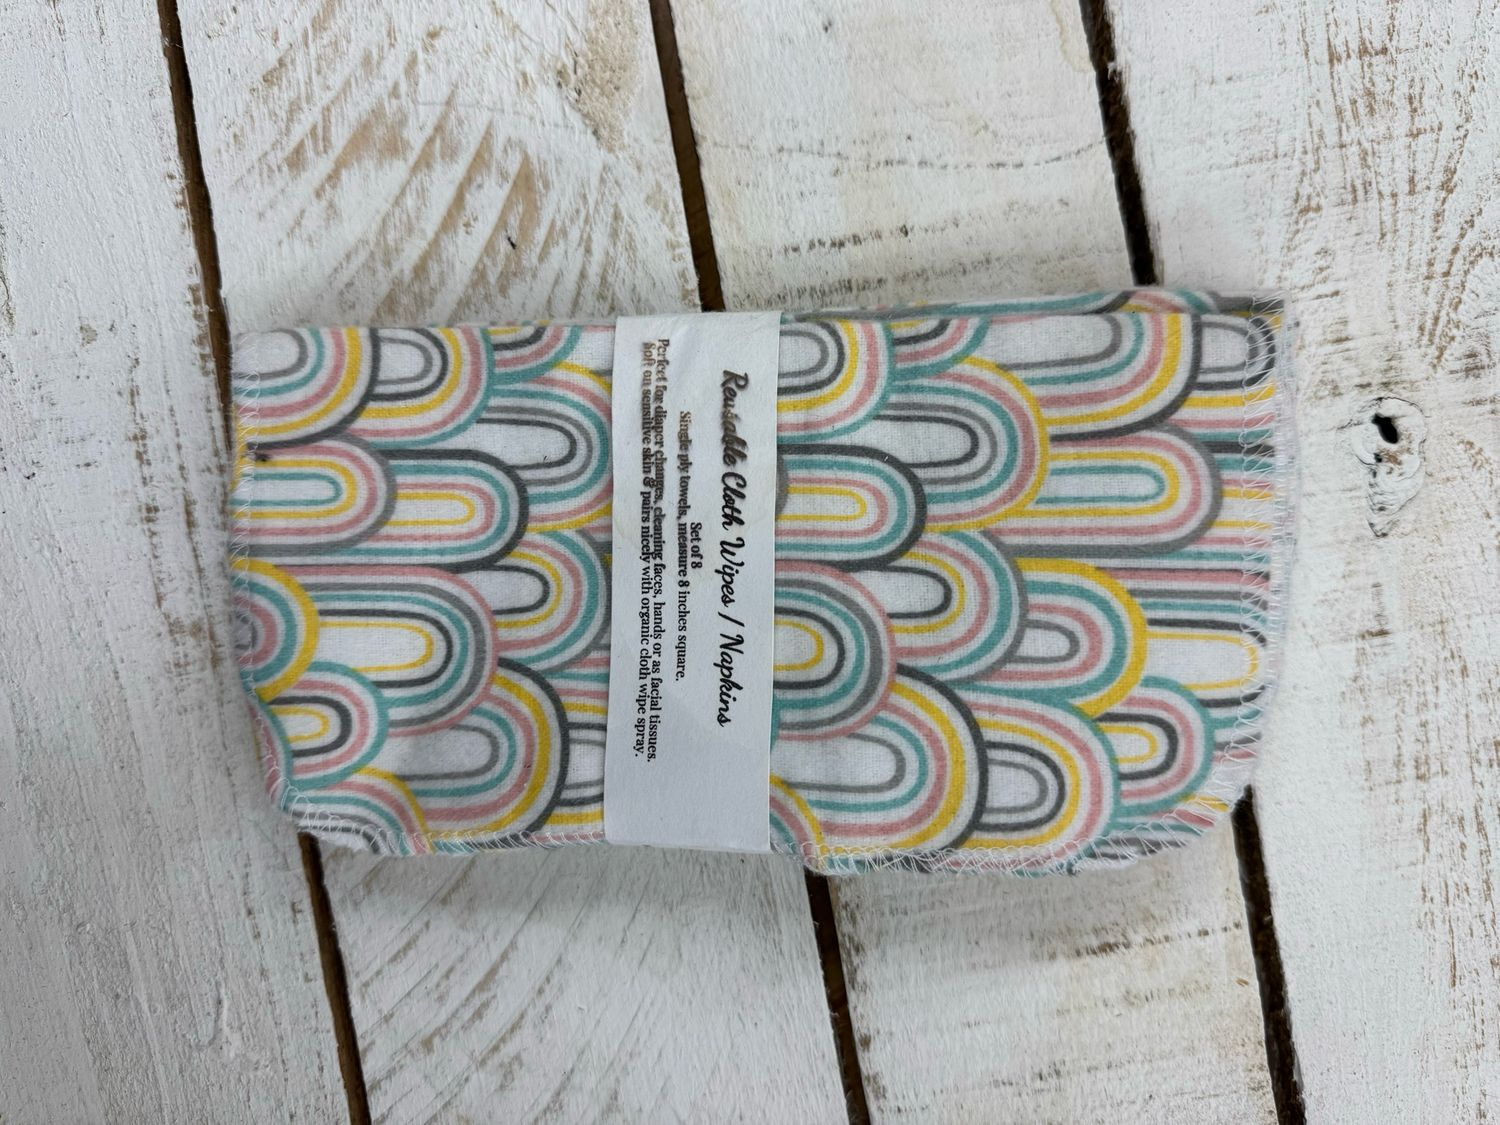 Reusable Cloth Wipes / Napkins
Set of 8
Single ply towels, measure 8 inches square.
Perfect for diaper changes, cleaning faces, hands or as facial tissues.
Soft on sensitive skin & pairs nicely with organic cloth wipe spray.